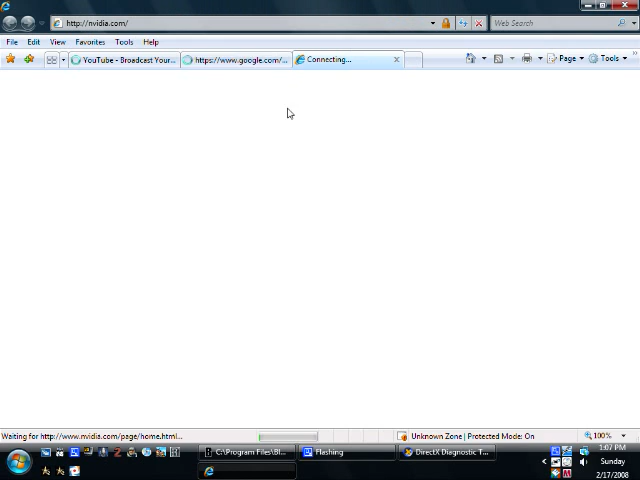 http://nvidia.com/
Web Search
File Edit View Favorites Tools Help
YouTube - Broadcast Your... https://www.google.com/... Connecting... Page Tools
Waiting for http://www.nvidia.com/page/home.html... Unknown Zone | Protected Mode: On 100%
C:\Program Files\Bl... Flashing DirectX Diagnostic T... 1:07 PM
Sunday
2/17/2008